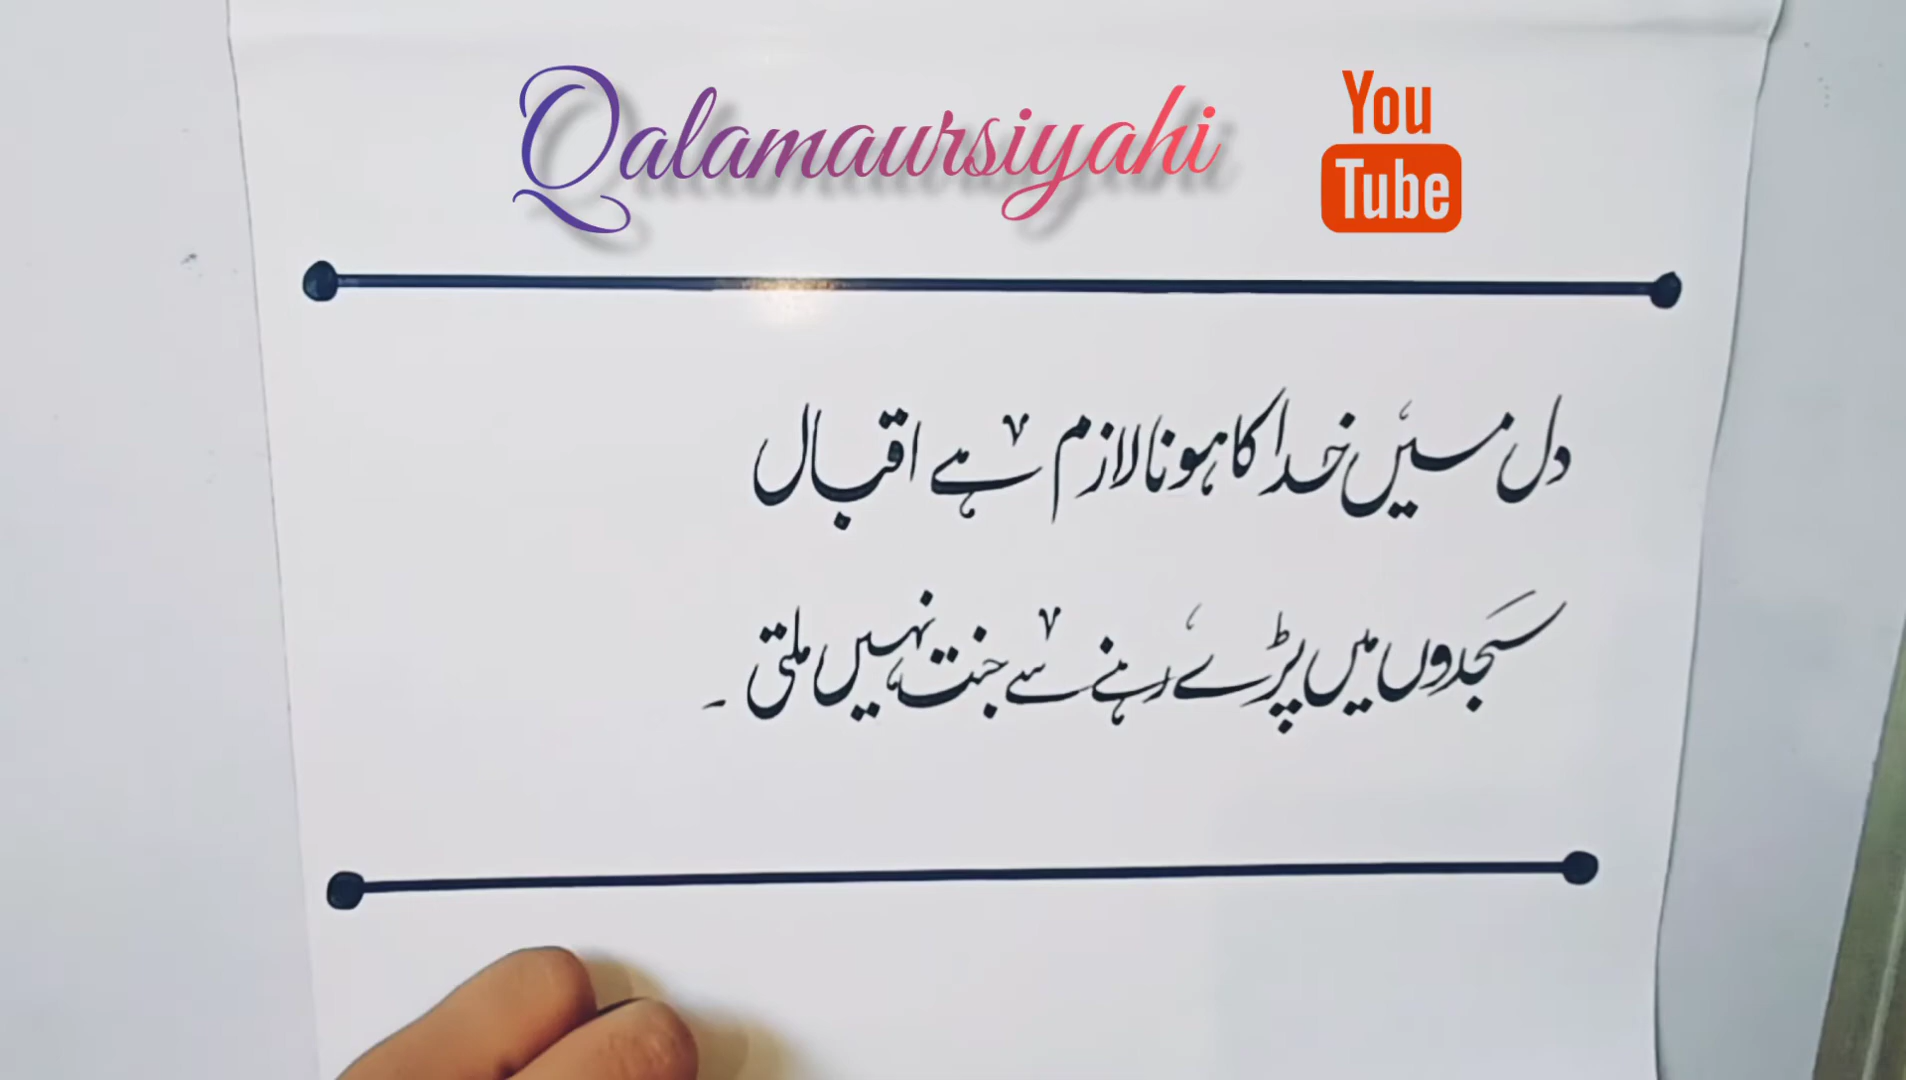 Qalamaursiyahi
You
Tube
دل میں خدا کا ہونا لازم ہے اقبال
سجدوں میں پڑے رہنے سے جنت نہیں ملتی ۔